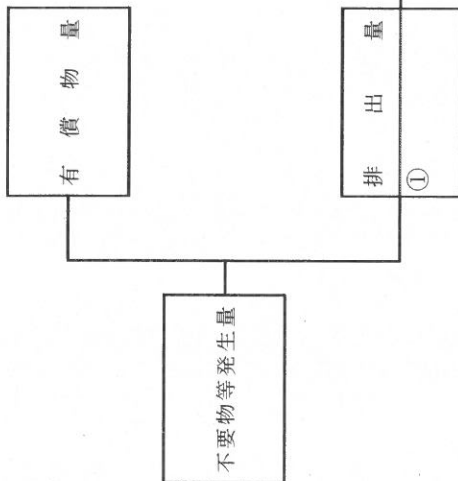 不要物等発生量
有償物量
排出量
①